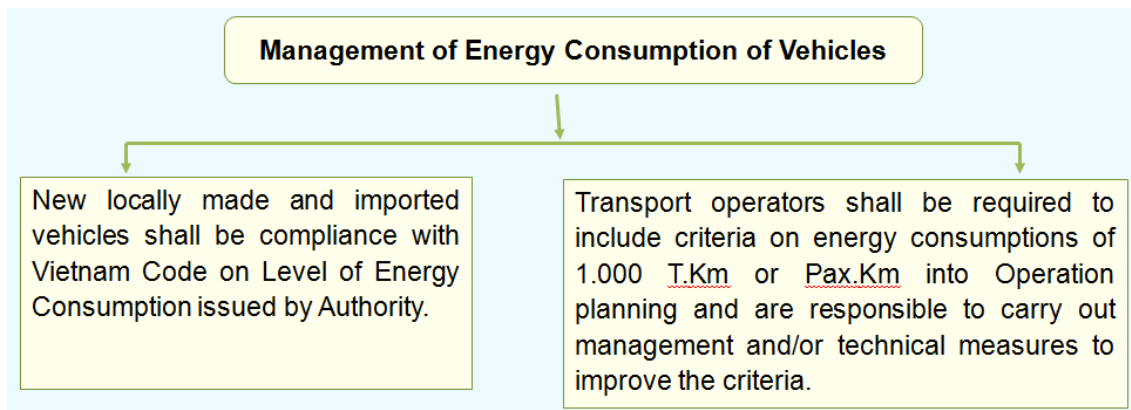 Management of Energy Consumption of Vehicles
New locally made and imported
vehicles shall be compliance with
Vietnam Code on Level of Energy
Consumption issued by Authority.
Transport operators shall be required to
include criteria on energy consumptions of
1.000 T.Km or Pax.Km into Operation
planning and are responsible to carry out
management and/or technical measures to
improve the criteria.